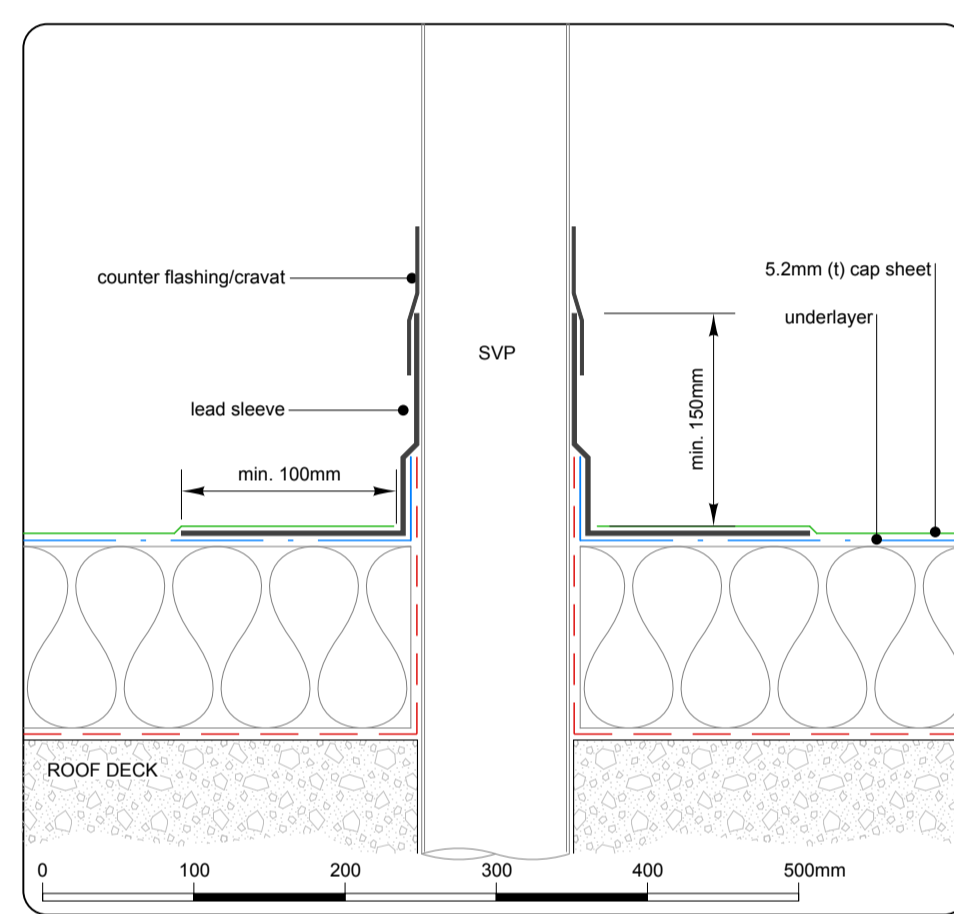 5.2mm (t) cap sheet
counter flashing/cravat
underlayer
SVP
lead sleeve
min. 150mm
min. 100mm
ROOF DECK
0 100 200 300 400 500mm